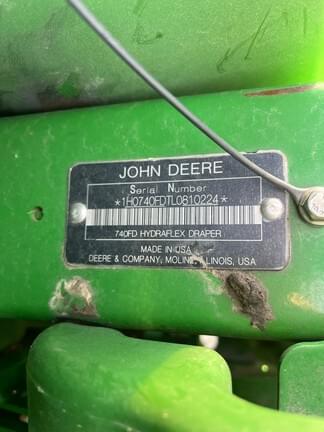 JOHN DEERE
Serial Number
*1H0740FDTL0810224*
740FD HYDRAFLEX DRAPER
MADE IN USA
DEERE & COMPANY, MOLINE, ILLINOIS, USA